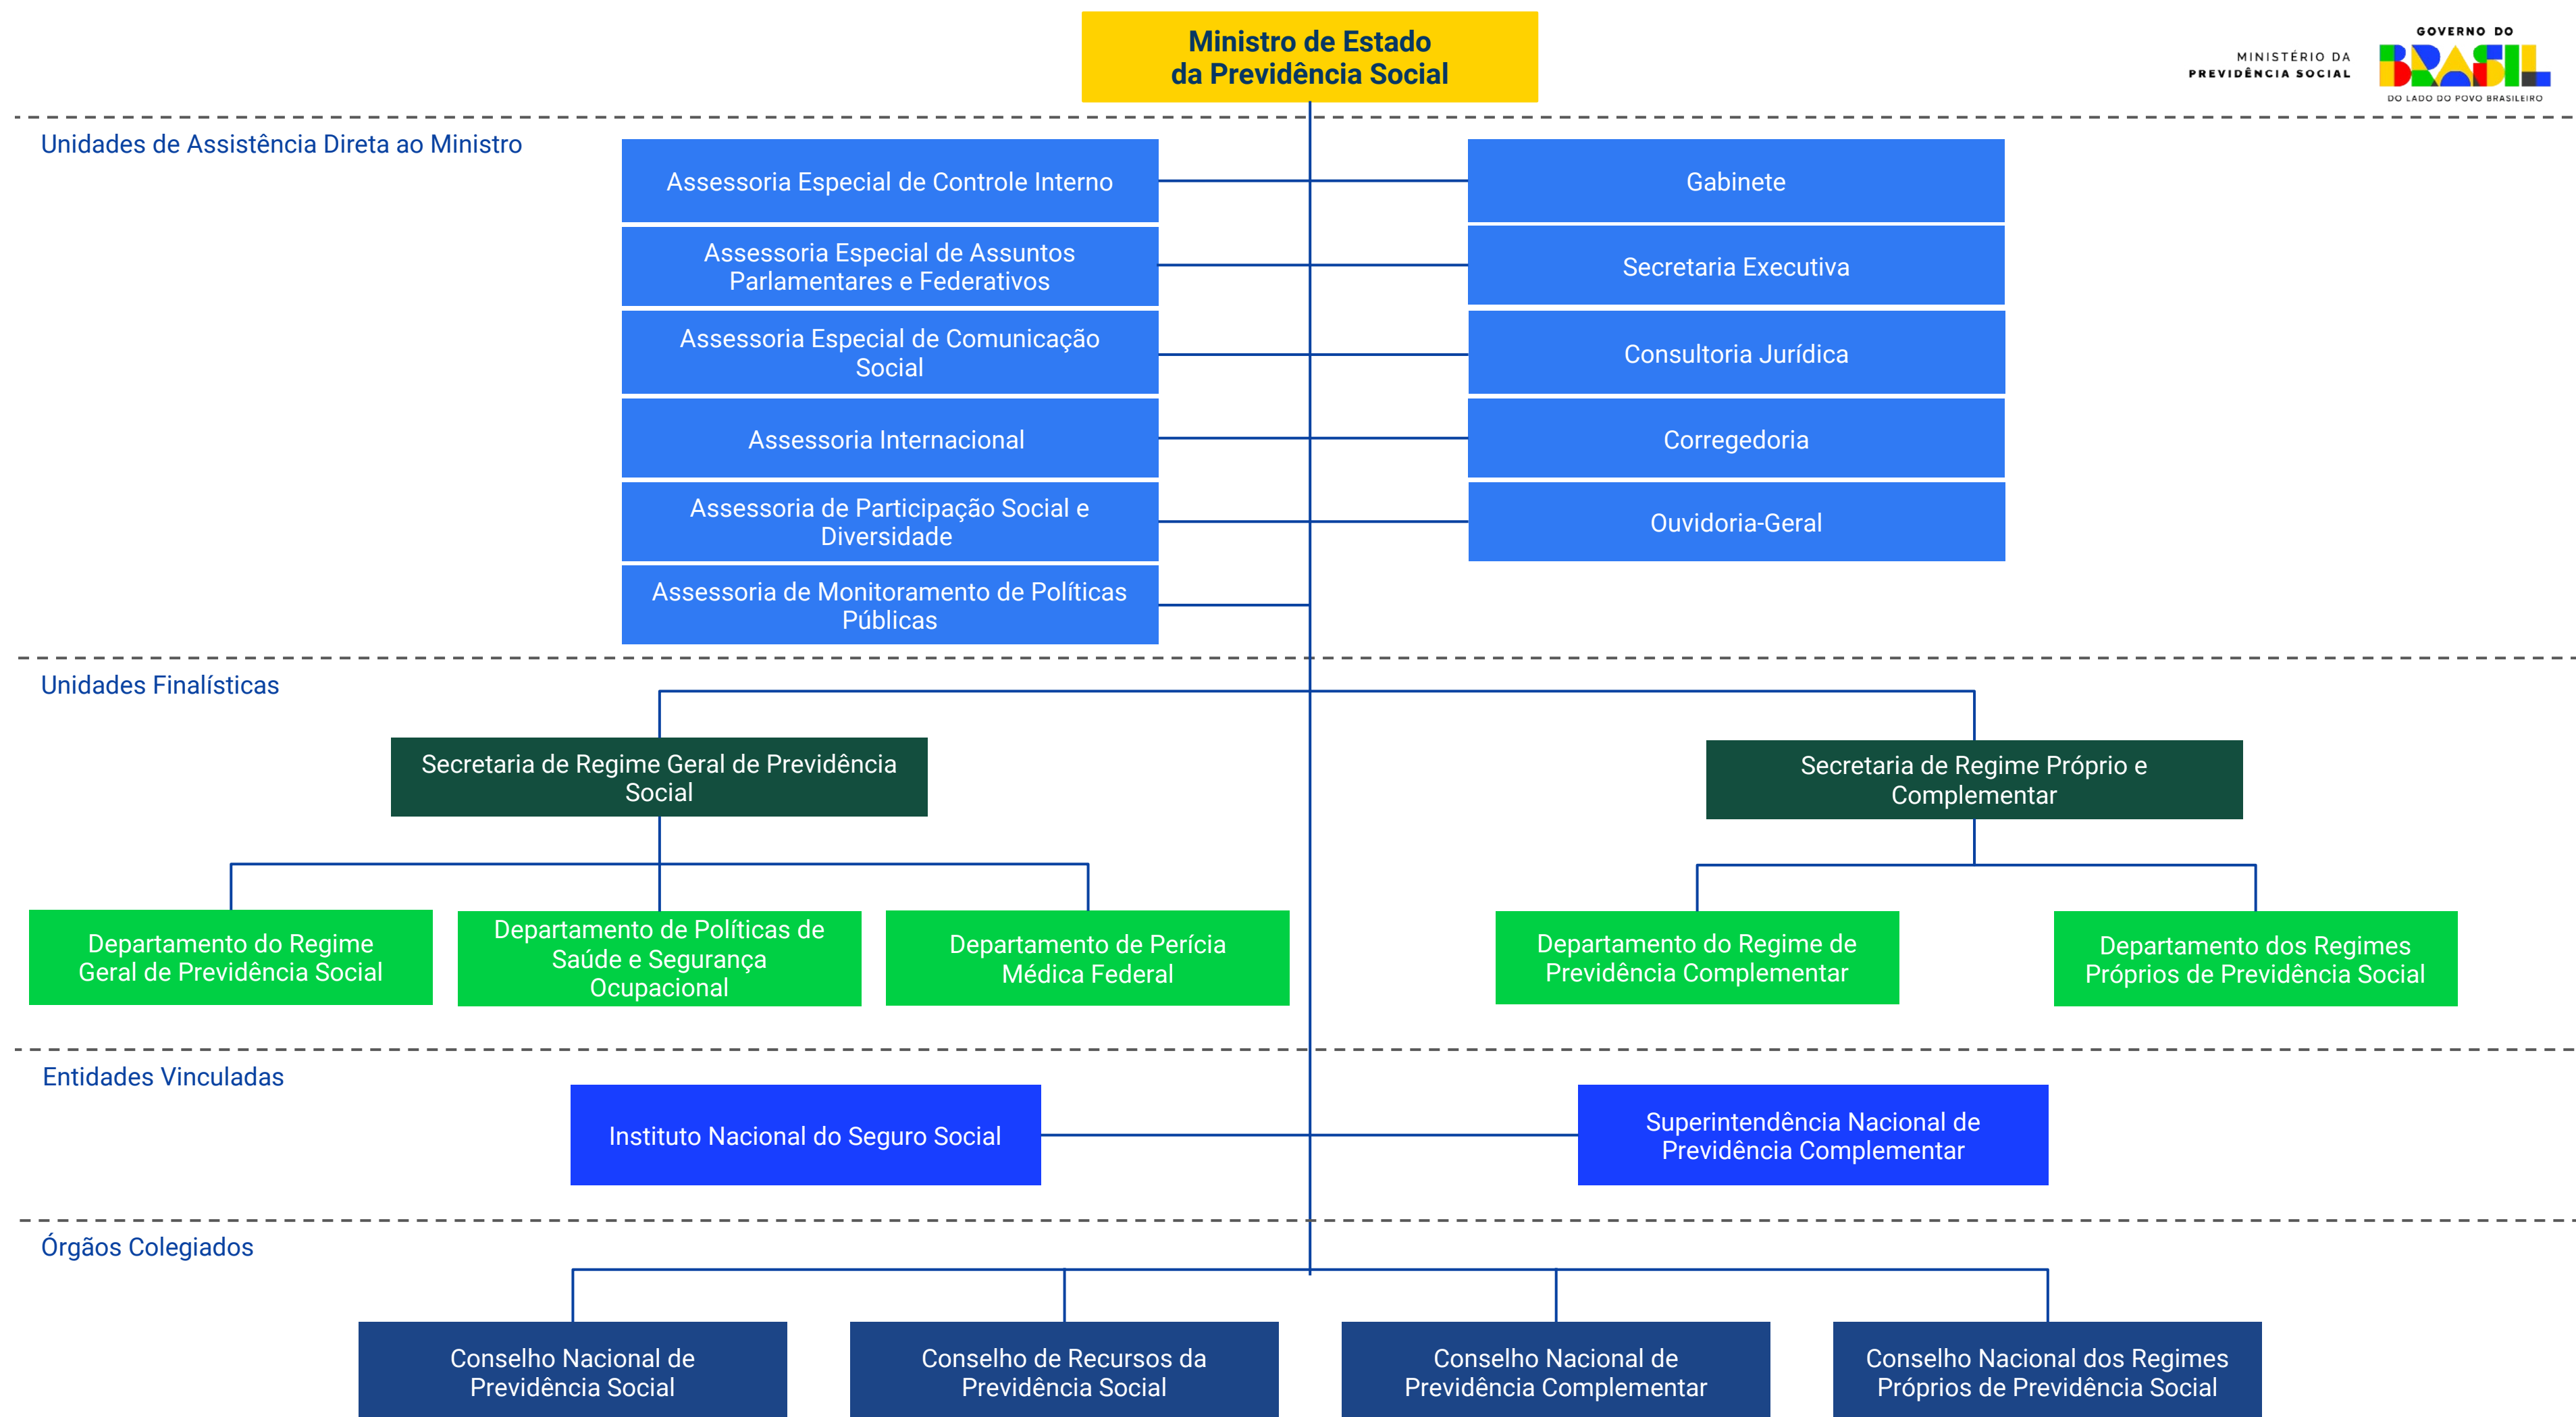 Ministro de Estado
da Previdência Social
MINISTÉRIO DA
PREVIDÊNCIA SOCIAL
GOVERNO DO
BRASIL
DO LADO DO POVO BRASILEIRO
Unidades de Assistência Direta ao Ministro
Assessoria Especial de Controle Interno
Gabinete
Assessoria Especial de Assuntos
Parlamentares e Federativos
Secretaria Executiva
Assessoria Especial de Comunicação
Social
Consultoria Jurídica
Assessoria Internacional
Corregedoria
Assessoria de Participação Social e
Diversidade
Ouvidoria-Geral
Assessoria de Monitoramento de Políticas
Públicas
Unidades Finalísticas
Secretaria de Regime Geral de Previdência
Social
Secretaria de Regime Próprio e
Complementar
Departamento do Regime
Geral de Previdência Social
Departamento de Políticas de
Saúde e Segurança
Ocupacional
Departamento de Perícia
Médica Federal
Departamento do Regime de
Previdência Complementar
Departamento dos Regimes
Próprios de Previdência Social
Entidades Vinculadas
Instituto Nacional do Seguro Social
Superintendência Nacional de
Previdência Complementar
Órgãos Colegiados
Conselho Nacional de
Previdência Social
Conselho de Recursos da
Previdência Social
Conselho Nacional de
Previdência Complementar
Conselho Nacional dos Regimes
Próprios de Previdência Social